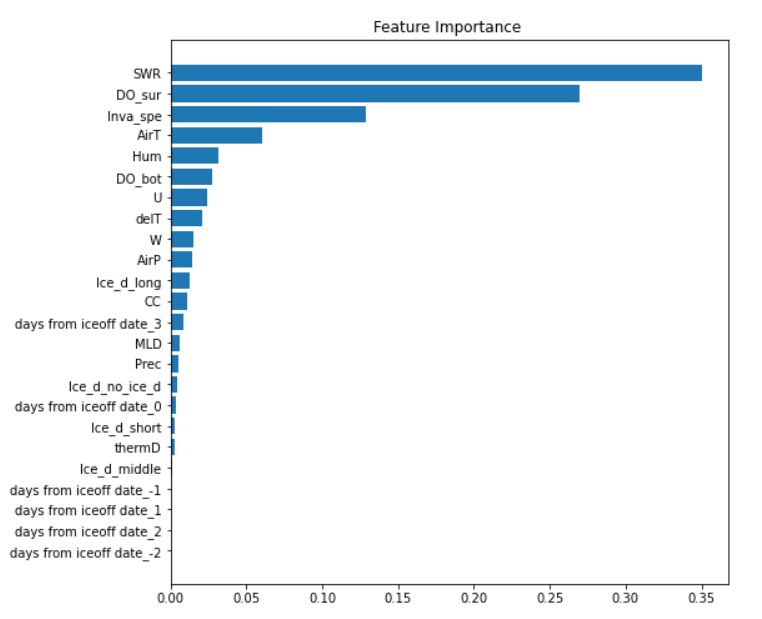 Feature Importance
SWR
DO_sur
Inva_spe
AirT
Hum
DO_bot
U
delT
W
AirP
Ice_d_long
CC
days from iceoff date_3
MLD
Prec
Ice_d_no_ice_d
days from iceoff date_0
Ice_d_short
thermD
Ice_d_middle
days from iceoff date_-1
days from iceoff date_1
days from iceoff date_2
days from iceoff date_-2
0.00 0.05 0.10 0.15 0.20 0.25 0.30 0.35